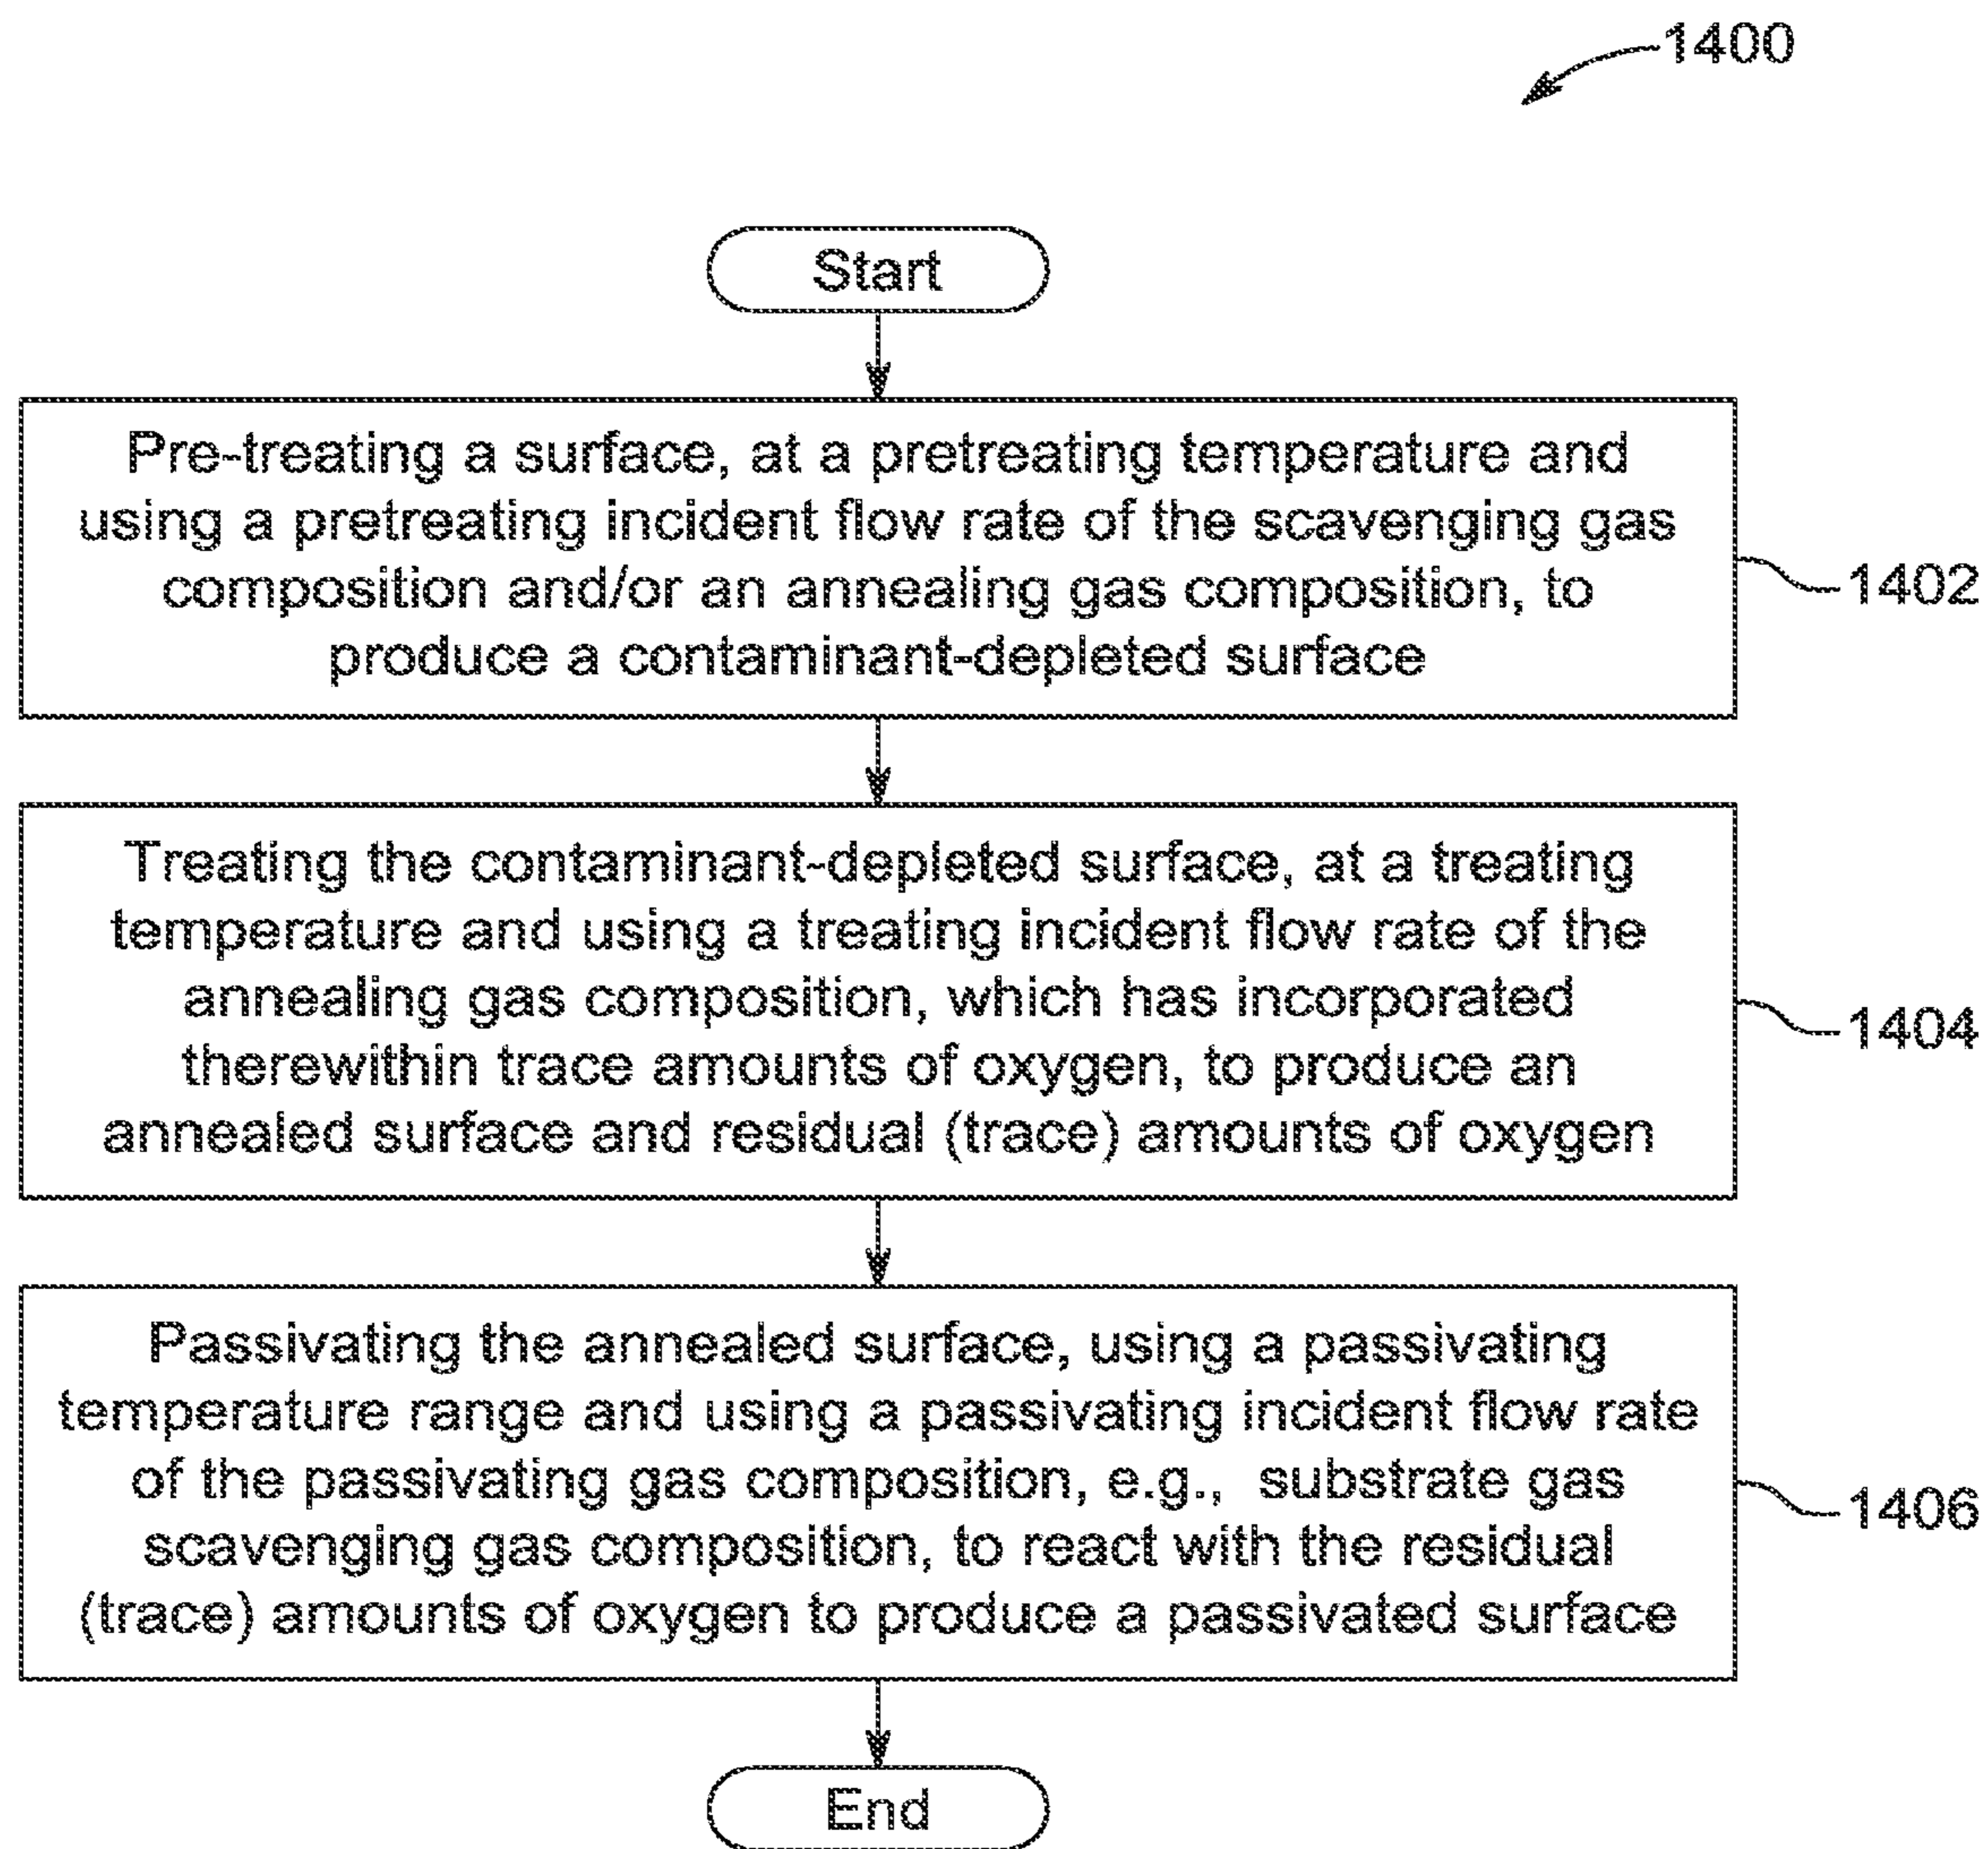 1400
Start
Pre-treating a surface, at a pretreating temperature and
using a pretreating incident flow rate of the scavenging gas
composition and/or an annealing gas composition, to
produce a contaminant-depleted surface
1402
Treating the contaminant-depleted surface, at a treating
temperature and using a treating incident flow rate of the
annealing gas composition, which has incorporated
therewithin trace amounts of oxygen, to produce an
annealed surface and residual (trace) amounts of oxygen
1404
Passivating the annealed surface, using a passivating
temperature range and using a passivating incident flow rate
of the passivating gas composition, e.g., substrate gas
scavenging gas composition, to react with the residual
(trace) amounts of oxygen to produce a passivated surface
1406
End